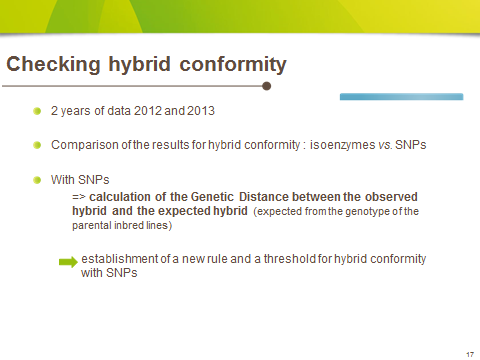 Checking hybrid conformity
2 years of data 2012 and 2013
Comparison of the results for hybrid conformity : isoenzymes vs. SNPs
With SNPs
=> calculation of the Genetic Distance between the observed
hybrid and the expected hybrid (expected from the genotype of the
parental inbred lines)
establishment of a new rule and a threshold for hybrid conformity
with SNPs
17